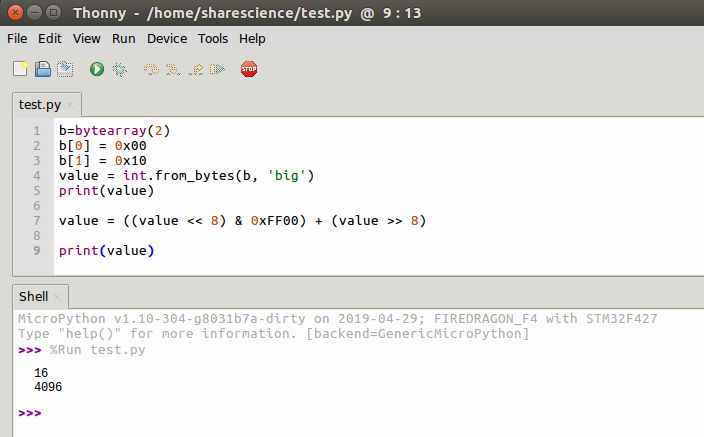 Thonny - /home/sharescience/test.py @ 9:13
File Edit View Run Device Tools Help
STOP
test.py ×
1 b=bytearray(2)
2 b[0] = 0x00
3 b[1] = 0x10
4 value = int.from_bytes(b, 'big')
5 print(value)
6
7 value = ((value << 8) & 0xFF00) + (value >> 8)
8
9 print(value)
Shell ×
MicroPython v1.10-304-g8031b7a-dirty on 2019-04-29; FIREDRAGON_F4 with STM32F427
Type "help()" for more information. [backend=GenericMicroPython]
>>> %Run test.py
16
4096
>>>